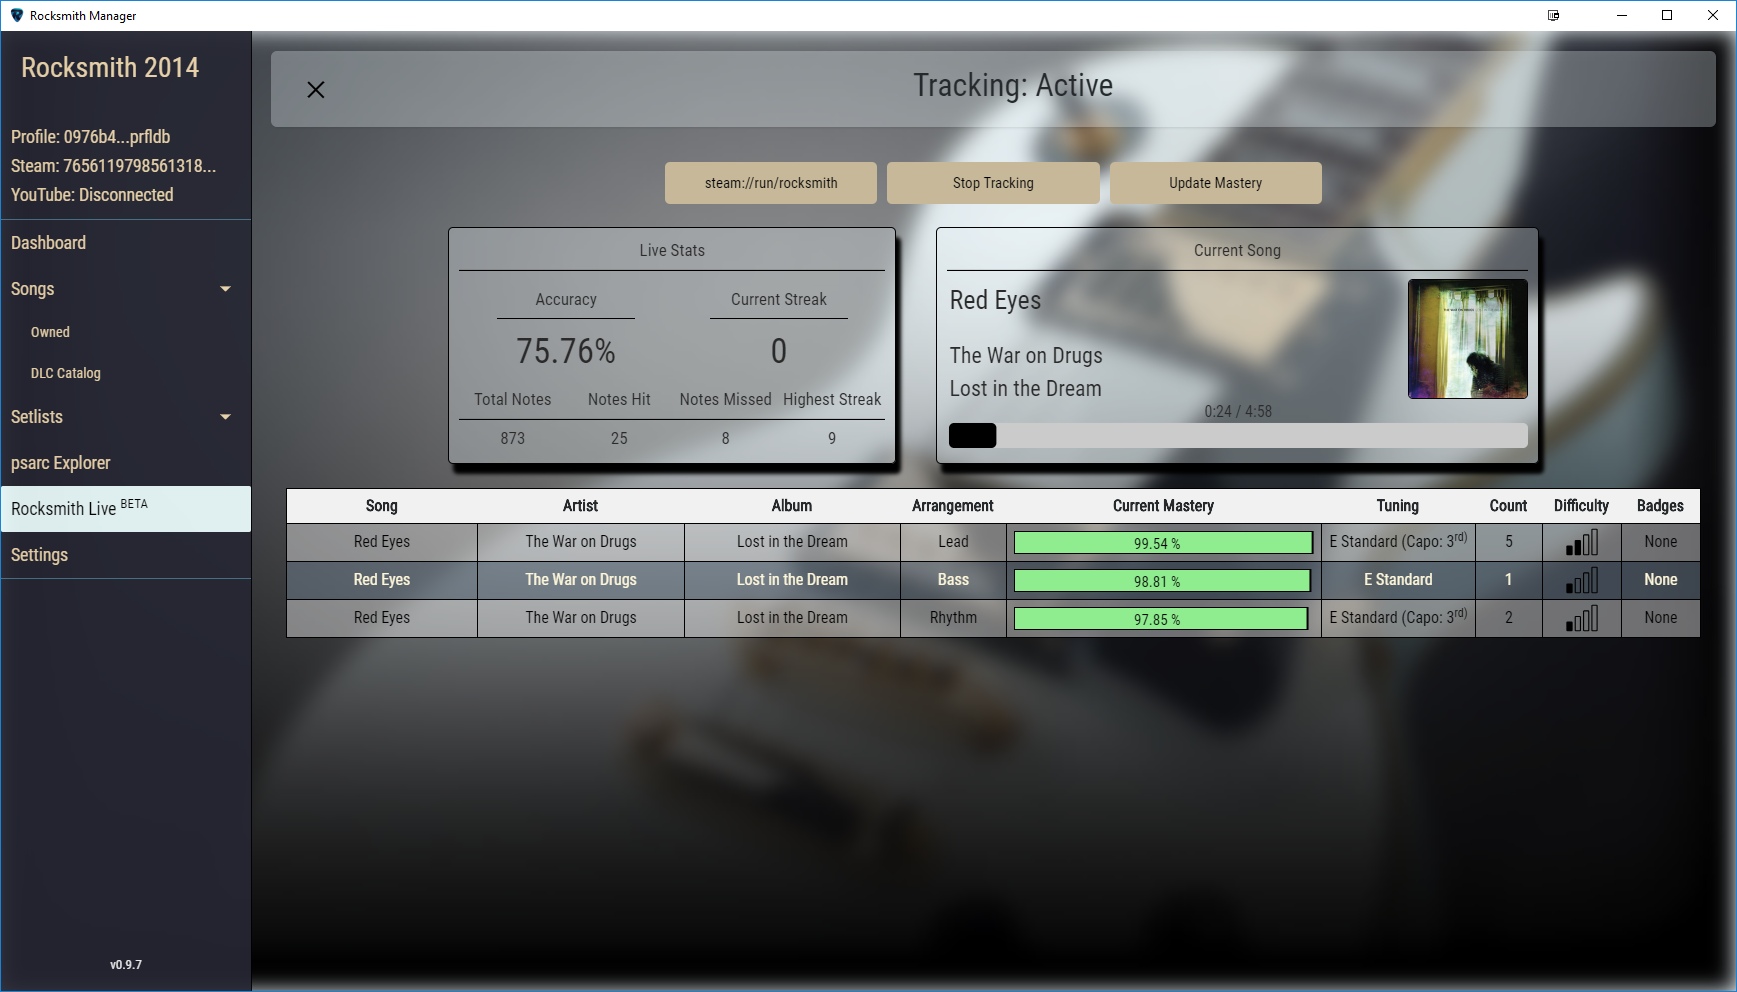 Rocksmith Manager
Rocksmith 2014
Profile: 0976b4...prfldb
Steam: 7656119798561318...
YouTube: Disconnected
Dashboard
Songs
Owned
DLC Catalog
Setlists
psarc Explorer
Rocksmith Live BETA
Settings
v0.9.7
Tracking: Active
steam://run/rocksmith Stop Tracking Update Mastery
Live Stats
Accuracy Current Streak
75.76% 0
Total Notes Notes Hit Notes Missed Highest Streak
873 25 8 9
Current Song
Red Eyes
The War on Drugs
Lost in the Dream
0:24 / 4:58
Song Artist Album Arrangement Current Mastery Tuning Count Difficulty Badges
Red Eyes The War on Drugs Lost in the Dream Lead 99.54 % E Standard (Capo: 3rd) 5 None
Red Eyes The War on Drugs Lost in the Dream Bass 98.81 % E Standard 1 None
Red Eyes The War on Drugs Lost in the Dream Rhythm 97.85 % E Standard (Capo: 3rd) 2 None